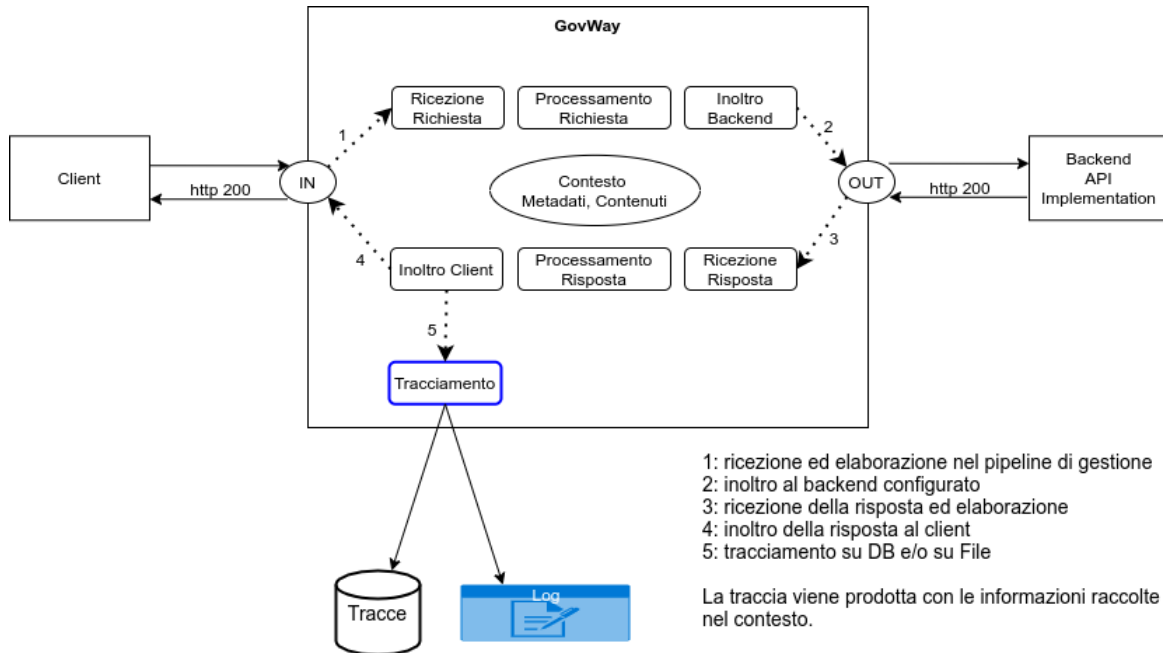 GovWay
Ricezione
Richiesta
Processamento
Richiesta
Inoltro
Backend
1
2
Client
http 200
IN
Contesto
Metadati, Contenuti
OUT
http 200
Backend
API
Implementation
4
3
Inoltro Client
Processamento
Risposta
Ricezione
Risposta
5
Tracciamento
1: ricezione ed elaborazione nel pipeline di gestione
2: inoltro al backend configurato
3: ricezione della risposta ed elaborazione
4: inoltro della risposta al client
5: tracciamento su DB e/o su File
Tracce
Log
La traccia viene prodotta con le informazioni raccolte
nel contesto.